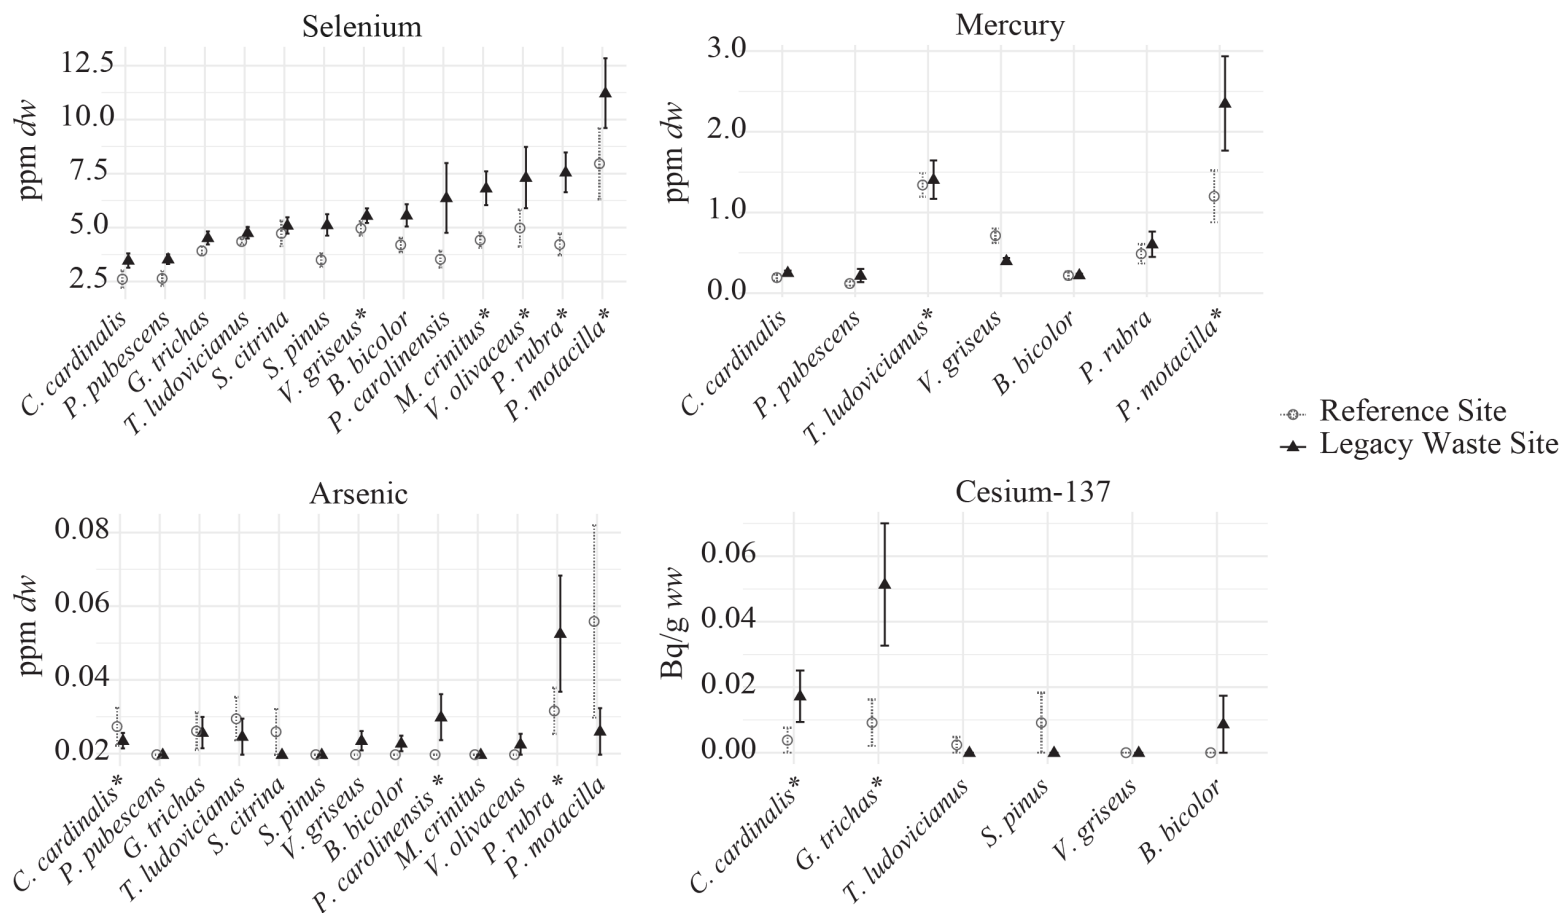 Selenium
ppm dw
12.5
10.0
7.5
5.0
2.5
C. cardinalis
P. pubescens
G. trichas
T. ludovicianus
S. citrina
S. pinus
V. griseus*
B. bicolor
P. carolinensis
M. crinitus*
V. olivaceus*
P. rubra*
P. motacilla*
Mercury
ppm dw
3.0
2.0
1.0
0.0
C. cardinalis
P. pubescens
T. ludovicianus*
V. griseus
B. bicolor
P. rubra
P. motacilla*
Reference Site
Legacy Waste Site
Arsenic
ppm dw
0.08
0.06
0.04
0.02
C. cardinalis*
P. pubescens
G. trichas
T. ludovicianus
S. citrina
S. pinus
V. griseus
B. bicolor
P. carolinensis *
M. crinitus
V. olivaceus
P. rubra *
P. motacilla
Cesium-137
Bq/g ww
0.06
0.04
0.02
0.00
C. cardinalis*
G. trichas*
T. ludovicianus
S. pinus
V. griseus
B. bicolor